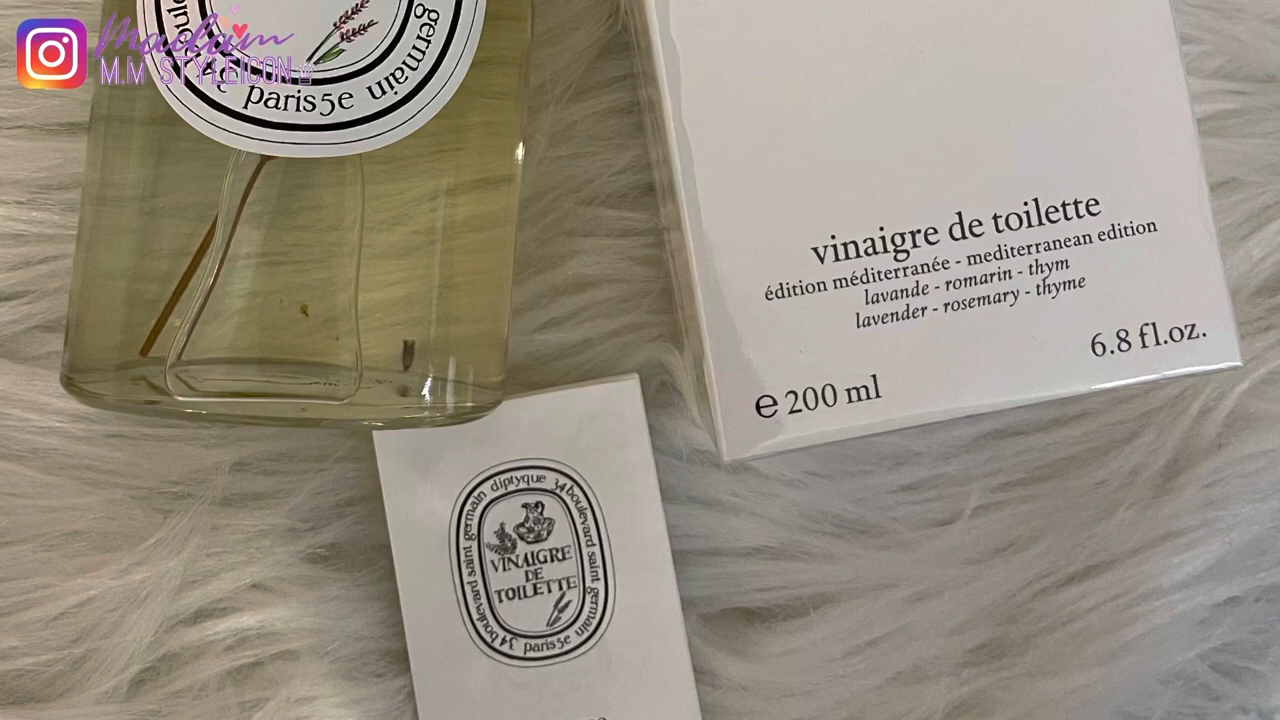 Madam
M.M STYLEICON
germain
paris5e
34
vinaigre de toilette
édition méditerranée - mediterranean edition
lavande - romarin - thym
lavender - rosemary - thyme
6.8 fl.oz.
e 200 ml
diptyque 34 boulevard saint germain paris5e 34 boulevard saint germain
VINAIGRE
DE
TOILETTE